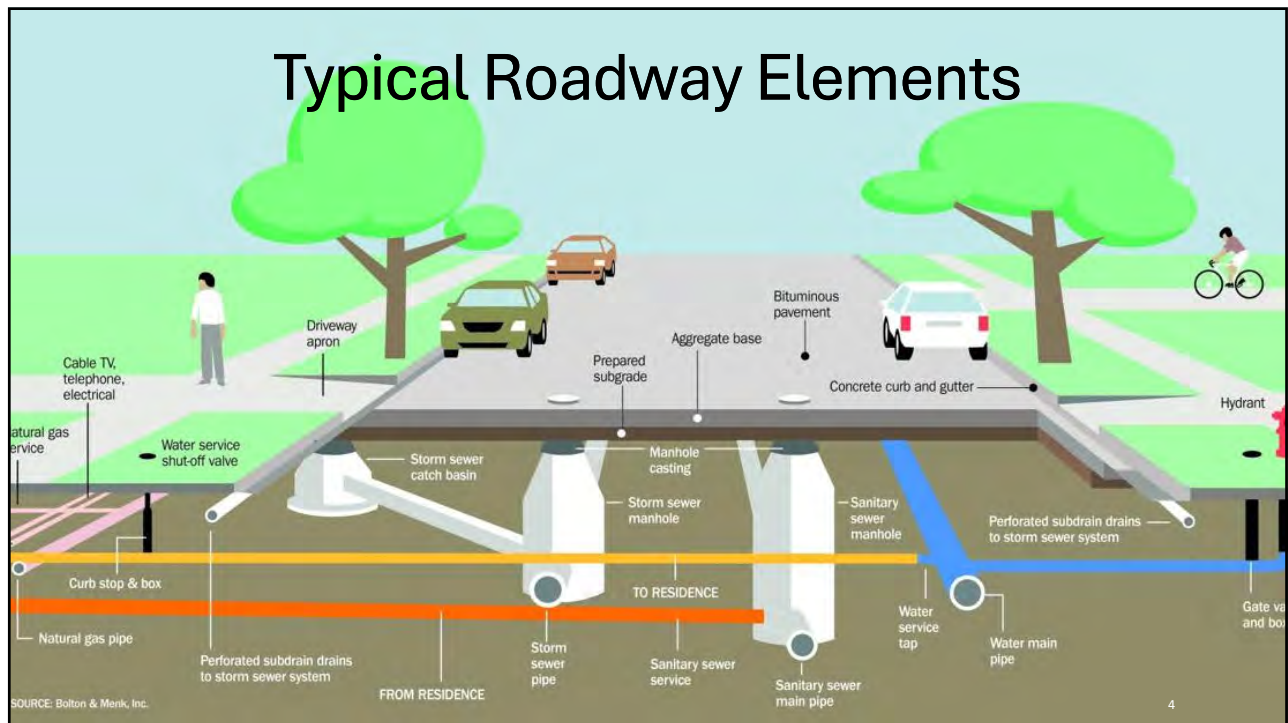 Typical Roadway Elements
Bituminous
pavement
Driveway
apron
Aggregate base
Cable TV,
telephone,
electrical
Prepared
subgrade
Concrete curb and gutter
Hydrant
atural gas
ervice
Water service
shut-off valve
Storm sewer
catch basin
Manhole
casting
Storm sewer
manhole
Sanitary
sewer
manhole
Perforated subdrain drains
to storm sewer system
Curb stop & box
TO RESIDENCE
Water
service
tap
Gate va
and box
Natural gas pipe
Perforated subdrain drains
to storm sewer system
Storm
sewer
pipe
Sanitary sewer
service
Water main
pipe
FROM RESIDENCE
Sanitary sewer
main pipe
SOURCE: Bolton & Menk, Inc.
4